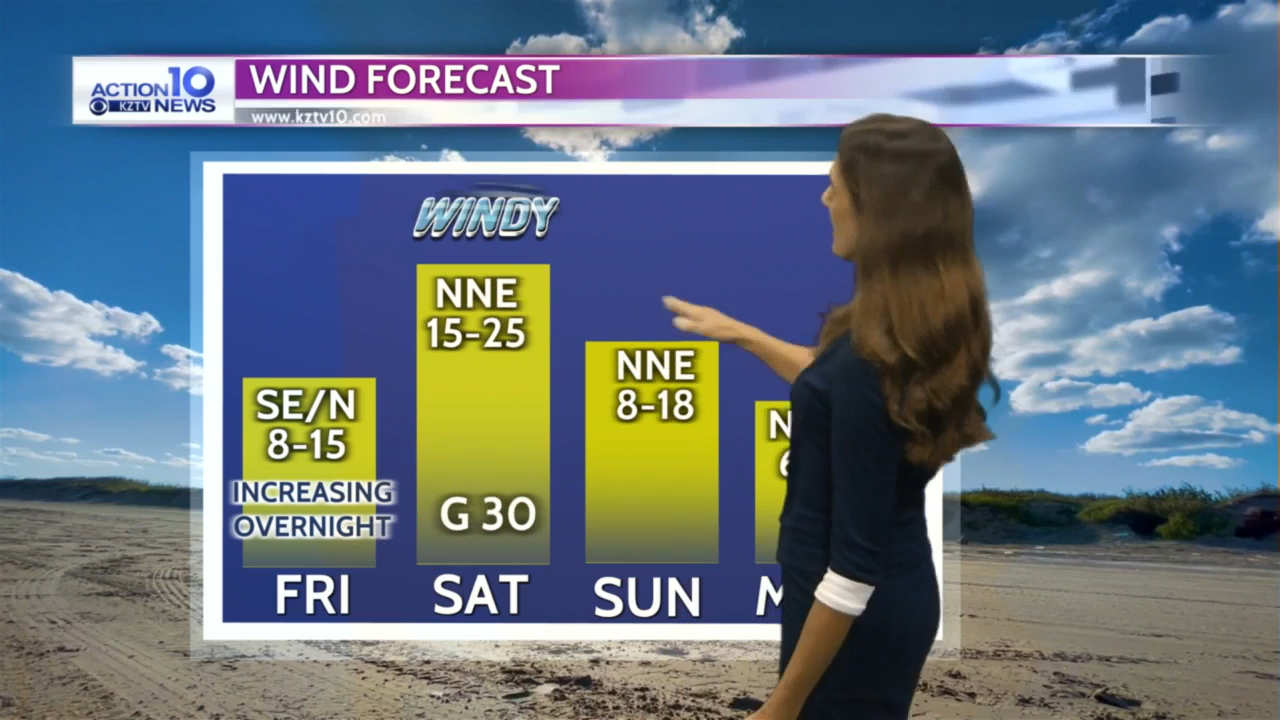 ACTION 10
KZTV NEWS
WIND FORECAST
www.kztv10.com
WINDY
SE/N
8-15
INCREASING
OVERNIGHT
FRI
NNE
15-25
G 30
SAT
NNE
8-18
SUN